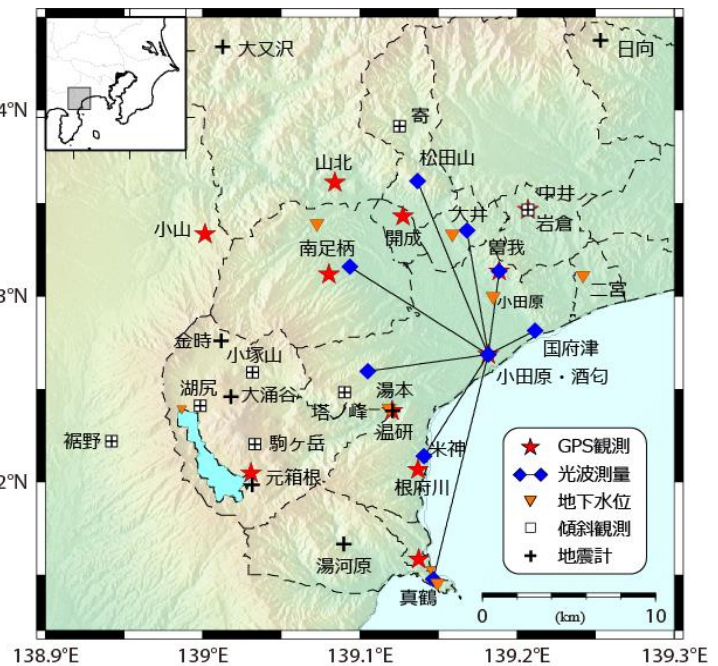 大又沢
日向
4°N
寄
松田山
山北
中井
大井
岩倉
小山
開成
南足柄
曽我
二宮
3°N
小田原
金時
国府津
小塚山
小田原・酒匂
湖尻
大涌谷
湯本
塔ノ峰
温研
裾野
駒ヶ岳
米神
GPS観測
元箱根
光波測量
2°N
根府川
地下水位
傾斜観測
地震計
湯河原
真鶴
0
(km)
10
138.9°E
139°E
139.1°E
139.2°E
139.3°E